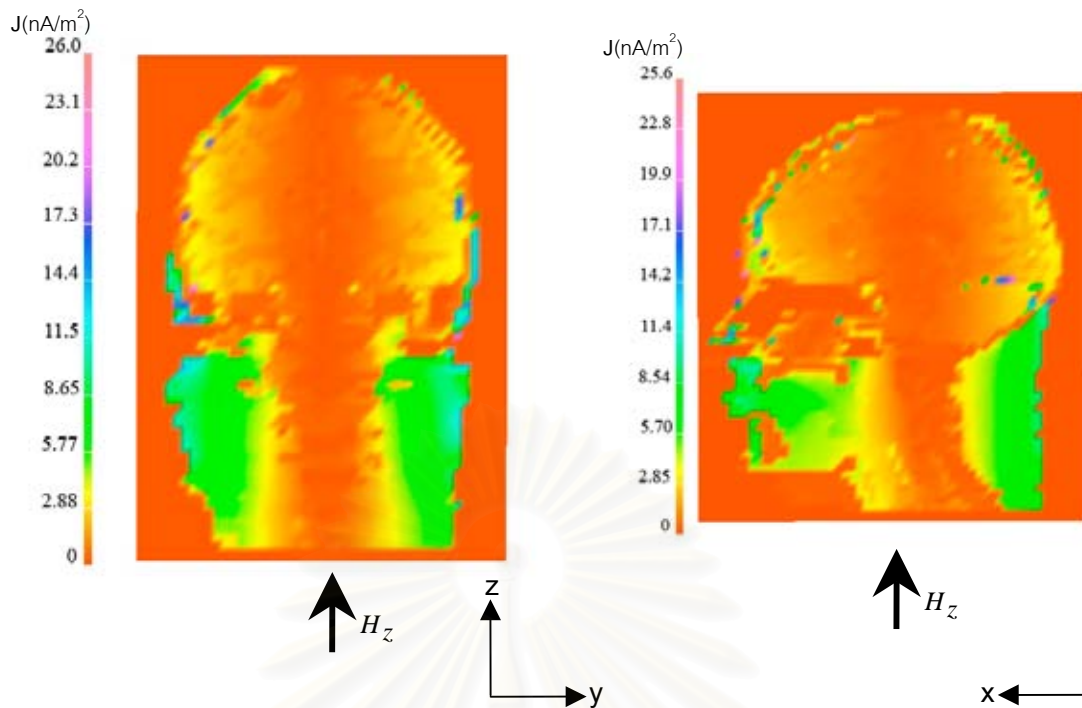 J(nA/m²)
26.0
23.1
20.2
17.3
14.4
11.5
8.65
5.77
2.88
0
H_z
z
y
J(nA/m²)
25.6
22.8
19.9
17.1
14.2
11.4
8.54
5.70
2.85
0
H_z
x